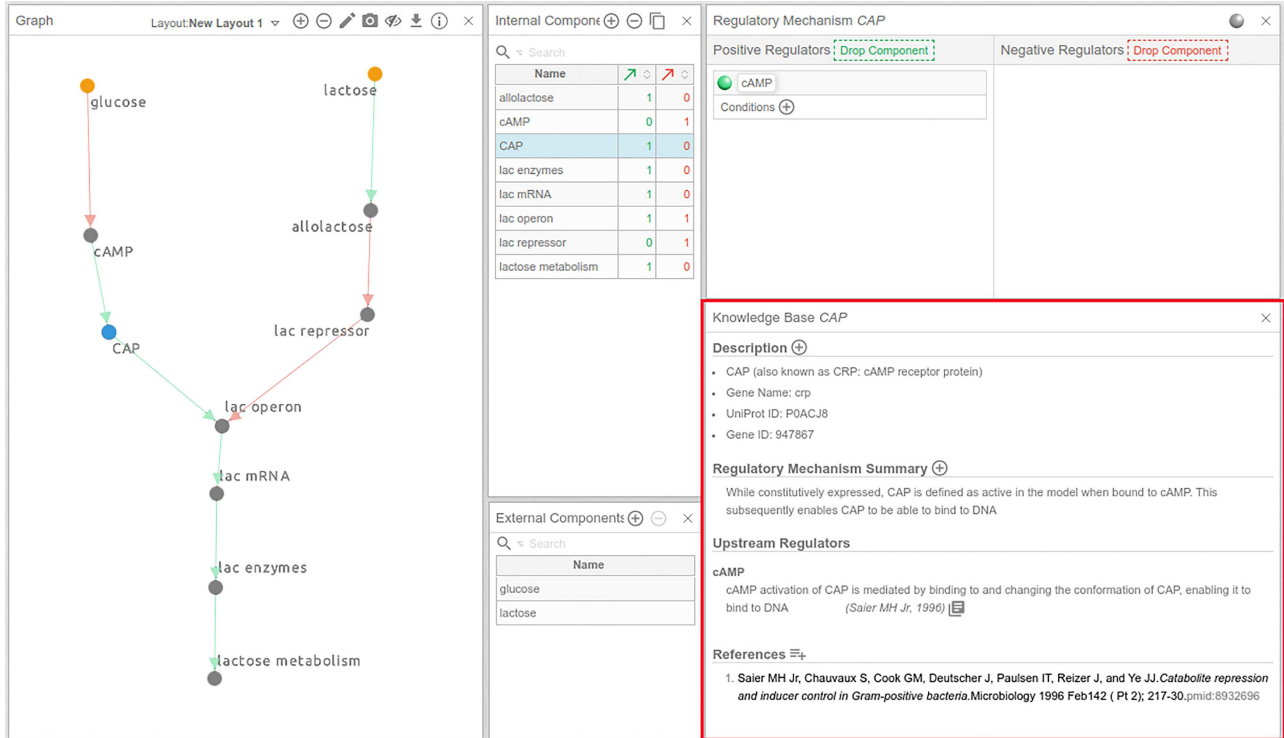 Graph
Layout:New Layout 1
glucose
lactose
allolactose
cAMP
lac repressor
CAP
lac operon
lac mRNA
lac enzymes
lactose metabolism
Internal Compone
Search
Name
allolactose 1 0
cAMP 0 1
CAP 1 0
lac enzymes 1 0
lac mRNA 1 0
lac operon 1 1
lac repressor 0 1
lactose metabolism 1 0
External Components
Search
Name
glucose
lactose
Regulatory Mechanism CAP
Positive Regulators Drop Component
Negative Regulators Drop Component
cAMP
Conditions
Knowledge Base CAP
Description
• CAP (also known as CRP: cAMP receptor protein)
• Gene Name: crp
• UniProt ID: P0ACJ8
• Gene ID: 947867
Regulatory Mechanism Summary
While constitutively expressed, CAP is defined as active in the model when bound to cAMP. This
subsequently enables CAP to be able to bind to DNA
Upstream Regulators
cAMP
cAMP activation of CAP is mediated by binding to and changing the conformation of CAP, enabling it to
bind to DNA (Saier MH Jr, 1996)
References
1. Saier MH Jr, Chauvaux S, Cook GM, Deutscher J, Paulsen IT, Reizer J, and Ye JJ.Catabolite repression
and inducer control in Gram-positive bacteria.Microbiology 1996 Feb142 ( Pt 2); 217-30.pmid:8932696